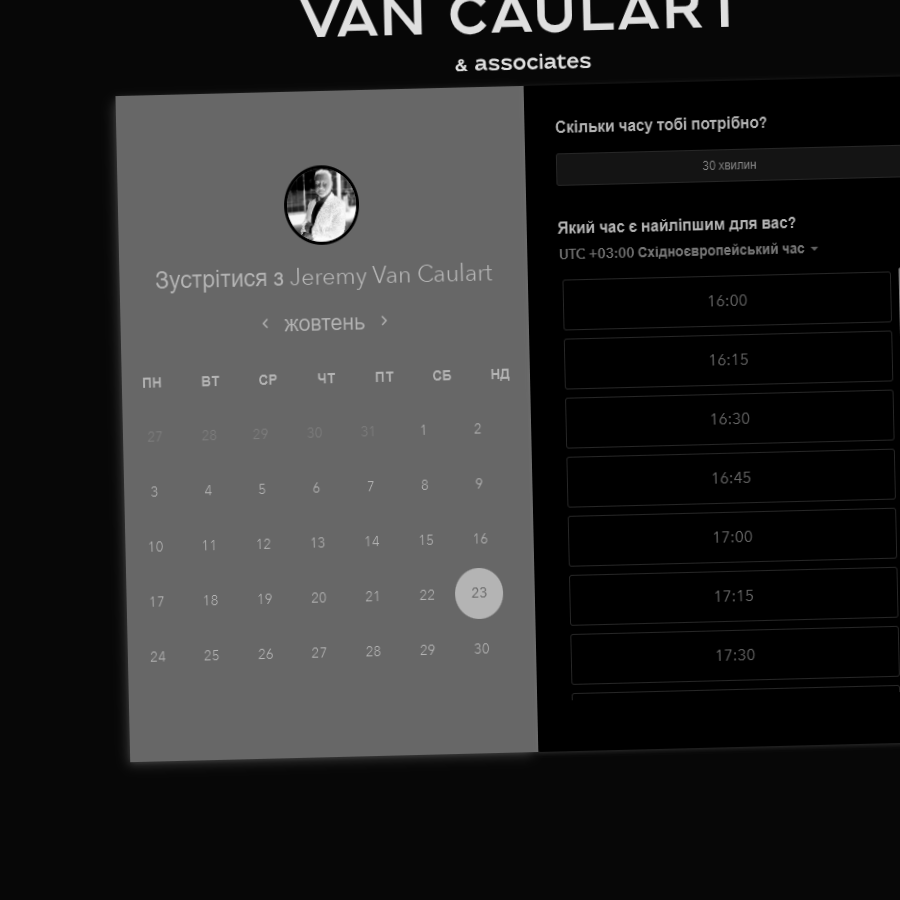 VAN CAULART
& associates
Зустрітися з Jeremy Van Caulart
жовтень
ПН ВТ СР ЧТ ПТ СБ НД
27 28 29 30 31 1 2
3 4 5 6 7 8 9
10 11 12 13 14 15 16
17 18 19 20 21 22 23
24 25 26 27 28 29 30
Скільки часу тобі потрібно?
30 хвилин
Який час є найліпшим для вас?
UTC +03:00 Східноєвропейський час
16:00
16:15
16:30
16:45
17:00
17:15
17:30